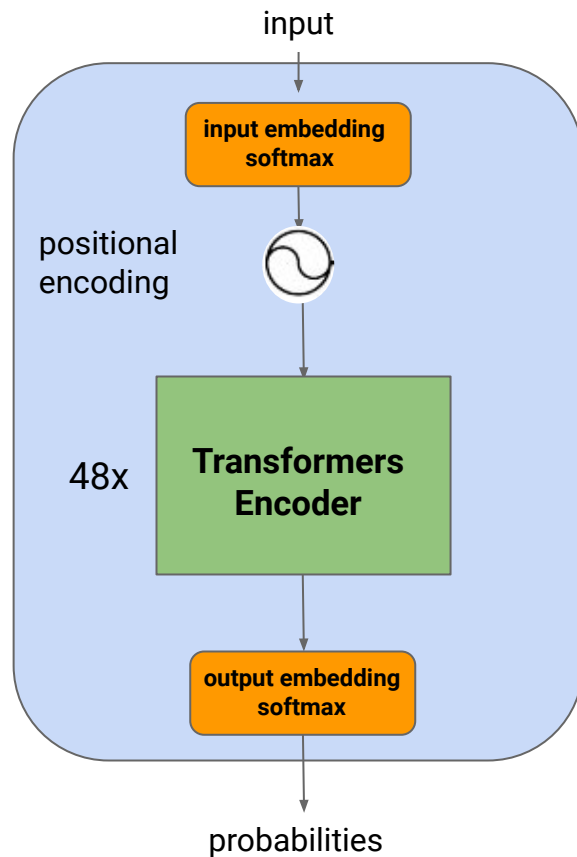 input
input embedding
softmax
positional
encoding
48x
Transformers
Encoder
output embedding
softmax
probabilities